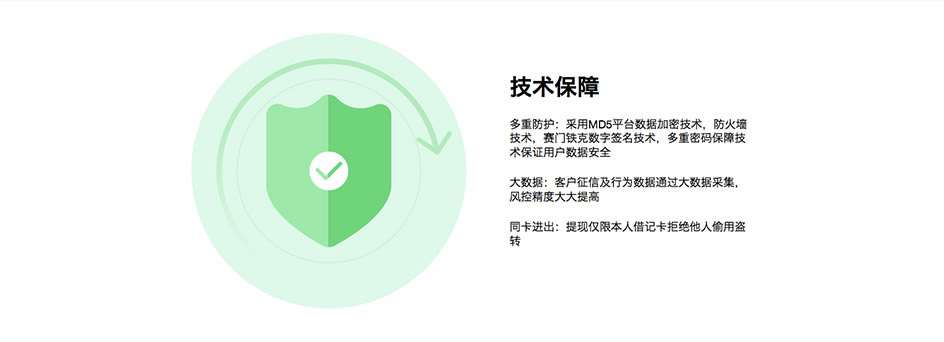 技术保障
多重防护：采用MD5平台数据加密技术，防火墙
技术，赛门铁克数字签名技术，多重密码保障技
术保证用户数据安全
大数据：客户征信及行为数据通过大数据采集，
风控精度大大提高
同卡进出：提现仅限本人借记卡拒绝他人偷用盗
转